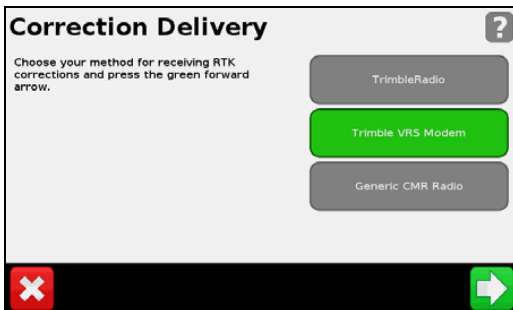 Correction Delivery
?
Choose your method for receiving RTK
corrections and press the green forward
arrow.
TrimbleRadio
Trimble VRS Modem
Generic CMR Radio